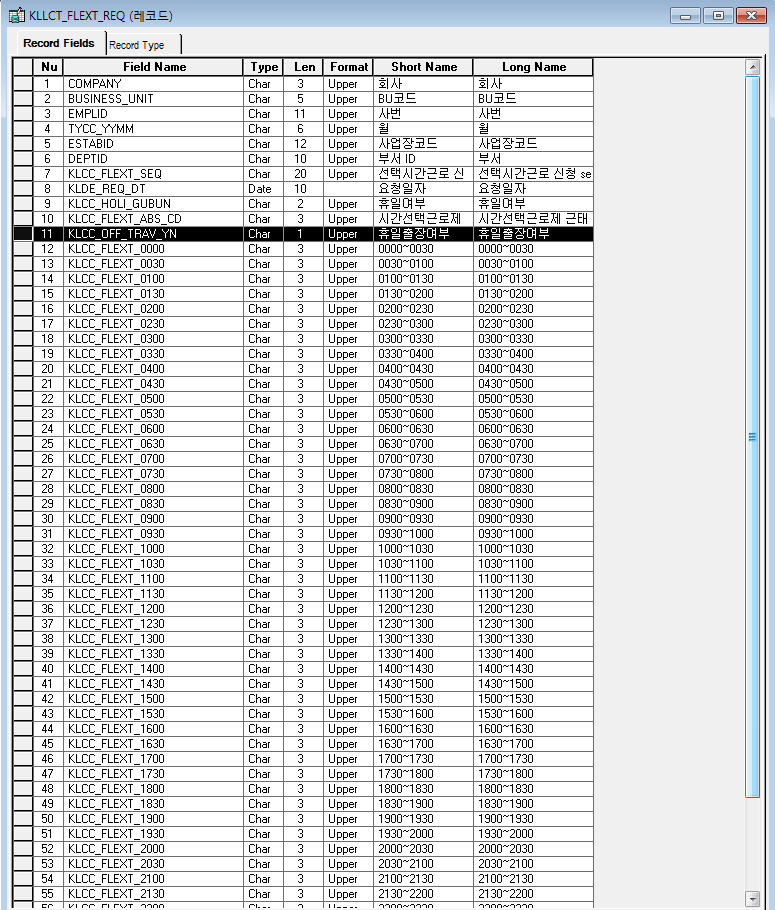 KLLCT_FLEXT_REQ (레코드)
Record Fields Record Type
Nu Field Name Type Len Format Short Name Long Name
1 COMPANY Char 3 Upper 회사 회사
2 BUSINESS_UNIT Char 5 Upper BU코드 BU코드
3 EMPLID Char 11 Upper 사번 사번
4 TYCC_YYMM Char 6 Upper 월 월
5 ESTABID Char 12 Upper 사업장코드 사업장코드
6 DEPTID Char 10 Upper 부서 ID 부서
7 KLCC_FLEXT_SEQ Char 20 Upper 선택시간근로 신 선택시간근로 신청 se
8 KLDE_REQ_DT Date 10 요청일자 요청일자
9 KLCC_HOLI_GUBUN Char 2 Upper 휴일여부 휴일여부
10 KLCC_FLEXT_ABS_CD Char 3 Upper 시간선택근로제 시간선택근로제 근태
11 KLCC_OFF_TRAV_YN Char 1 Upper 휴일출장여부 휴일출장여부
12 KLCC_FLEXT_0000 Char 3 Upper 0000~0030 0000~0030
13 KLCC_FLEXT_0030 Char 3 Upper 0030~0100 0030~0100
14 KLCC_FLEXT_0100 Char 3 Upper 0100~0130 0100~0130
15 KLCC_FLEXT_0130 Char 3 Upper 0130~0200 0130~0200
16 KLCC_FLEXT_0200 Char 3 Upper 0200~0230 0200~0230
17 KLCC_FLEXT_0230 Char 3 Upper 0230~0300 0230~0300
18 KLCC_FLEXT_0300 Char 3 Upper 0300~0330 0300~0330
19 KLCC_FLEXT_0330 Char 3 Upper 0330~0400 0330~0400
20 KLCC_FLEXT_0400 Char 3 Upper 0400~0430 0400~0430
21 KLCC_FLEXT_0430 Char 3 Upper 0430~0500 0430~0500
22 KLCC_FLEXT_0500 Char 3 Upper 0500~0530 0500~0530
23 KLCC_FLEXT_0530 Char 3 Upper 0530~0600 0530~0600
24 KLCC_FLEXT_0600 Char 3 Upper 0600~0630 0600~0630
25 KLCC_FLEXT_0630 Char 3 Upper 0630~0700 0630~0700
26 KLCC_FLEXT_0700 Char 3 Upper 0700~0730 0700~0730
27 KLCC_FLEXT_0730 Char 3 Upper 0730~0800 0730~0800
28 KLCC_FLEXT_0800 Char 3 Upper 0800~0830 0800~0830
29 KLCC_FLEXT_0830 Char 3 Upper 0830~0900 0830~0900
30 KLCC_FLEXT_0900 Char 3 Upper 0900~0930 0900~0930
31 KLCC_FLEXT_0930 Char 3 Upper 0930~1000 0930~1000
32 KLCC_FLEXT_1000 Char 3 Upper 1000~1030 1000~1030
33 KLCC_FLEXT_1030 Char 3 Upper 1030~1100 1030~1100
34 KLCC_FLEXT_1100 Char 3 Upper 1100~1130 1100~1130
35 KLCC_FLEXT_1130 Char 3 Upper 1130~1200 1130~1200
36 KLCC_FLEXT_1200 Char 3 Upper 1200~1230 1200~1230
37 KLCC_FLEXT_1230 Char 3 Upper 1230~1300 1230~1300
38 KLCC_FLEXT_1300 Char 3 Upper 1300~1330 1300~1330
39 KLCC_FLEXT_1330 Char 3 Upper 1330~1400 1330~1400
40 KLCC_FLEXT_1400 Char 3 Upper 1400~1430 1400~1430
41 KLCC_FLEXT_1430 Char 3 Upper 1430~1500 1430~1500
42 KLCC_FLEXT_1500 Char 3 Upper 1500~1530 1500~1530
43 KLCC_FLEXT_1530 Char 3 Upper 1530~1600 1530~1600
44 KLCC_FLEXT_1600 Char 3 Upper 1600~1630 1600~1630
45 KLCC_FLEXT_1630 Char 3 Upper 1630~1700 1630~1700
46 KLCC_FLEXT_1700 Char 3 Upper 1700~1730 1700~1730
47 KLCC_FLEXT_1730 Char 3 Upper 1730~1800 1730~1800
48 KLCC_FLEXT_1800 Char 3 Upper 1800~1830 1800~1830
49 KLCC_FLEXT_1830 Char 3 Upper 1830~1900 1830~1900
50 KLCC_FLEXT_1900 Char 3 Upper 1900~1930 1900~1930
51 KLCC_FLEXT_1930 Char 3 Upper 1930~2000 1930~2000
52 KLCC_FLEXT_2000 Char 3 Upper 2000~2030 2000~2030
53 KLCC_FLEXT_2030 Char 3 Upper 2030~2100 2030~2100
54 KLCC_FLEXT_2100 Char 3 Upper 2100~2130 2100~2130
55 KLCC_FLEXT_2130 Char 3 Upper 2130~2200 2130~2200